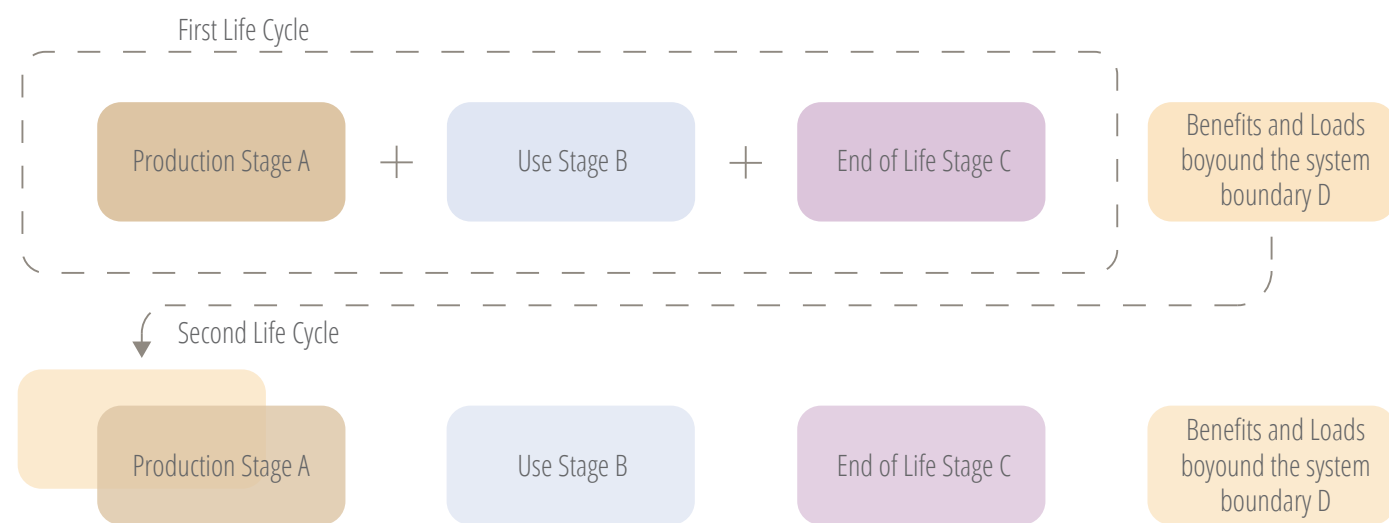 First Life Cycle
Production Stage A
+
Use Stage B
+
End of Life Stage C
Benefits and Loads
boyound the system
boundary D
Second Life Cycle
Production Stage A
Use Stage B
End of Life Stage C
Benefits and Loads
boyound the system
boundary D